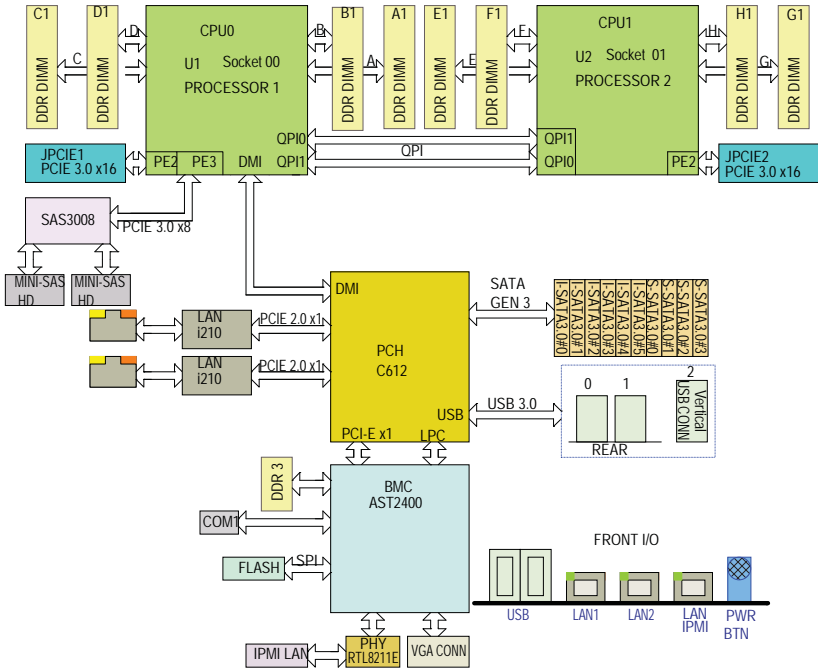 C1
D1
B1
A1
E1
F1
H1
G1
DDR DIMM
DDR DIMM
DDR DIMM
DDR DIMM
DDR DIMM
DDR DIMM
DDR DIMM
DDR DIMM
D
C
B
A
F
E
H
G
CPU0
U1 Socket 00
PROCESSOR 1
CPU1
U2 Socket 01
PROCESSOR 2
QPI0
QPI1
QPI
QPI1
QPI0
PE2
PE3
DMI
PE2
JPCIE1
PCIE 3.0 x16
JPCIE2
PCIE 3.0 x16
SAS3008
PCIE 3.0 x8
MINI-SAS
HD
MINI-SAS
HD
DMI
PCH
C612
USB
PCI-E x1
LPC
SATA
GEN 3
I-SATA3.0#0
I-SATA3.0#1
I-SATA3.0#2
I-SATA3.0#3
I-SATA3.0#4
I-SATA3.0#5
S-SATA3.0#0
S-SATA3.0#1
S-SATA3.0#2
S-SATA3.0#3
LAN
i210
PCIE 2.0 x1
LAN
i210
PCIE 2.0 x1
USB 3.0
0
1
2
REAR
Vertical
USB CONN
DDR 3
BMC
AST2400
COM1
FLASH
SPI
IPMI LAN
PHY
RTL8211E
VGA CONN
FRONT I/O
USB
LAN1
LAN2
LAN
IPMI
PWR
BTN